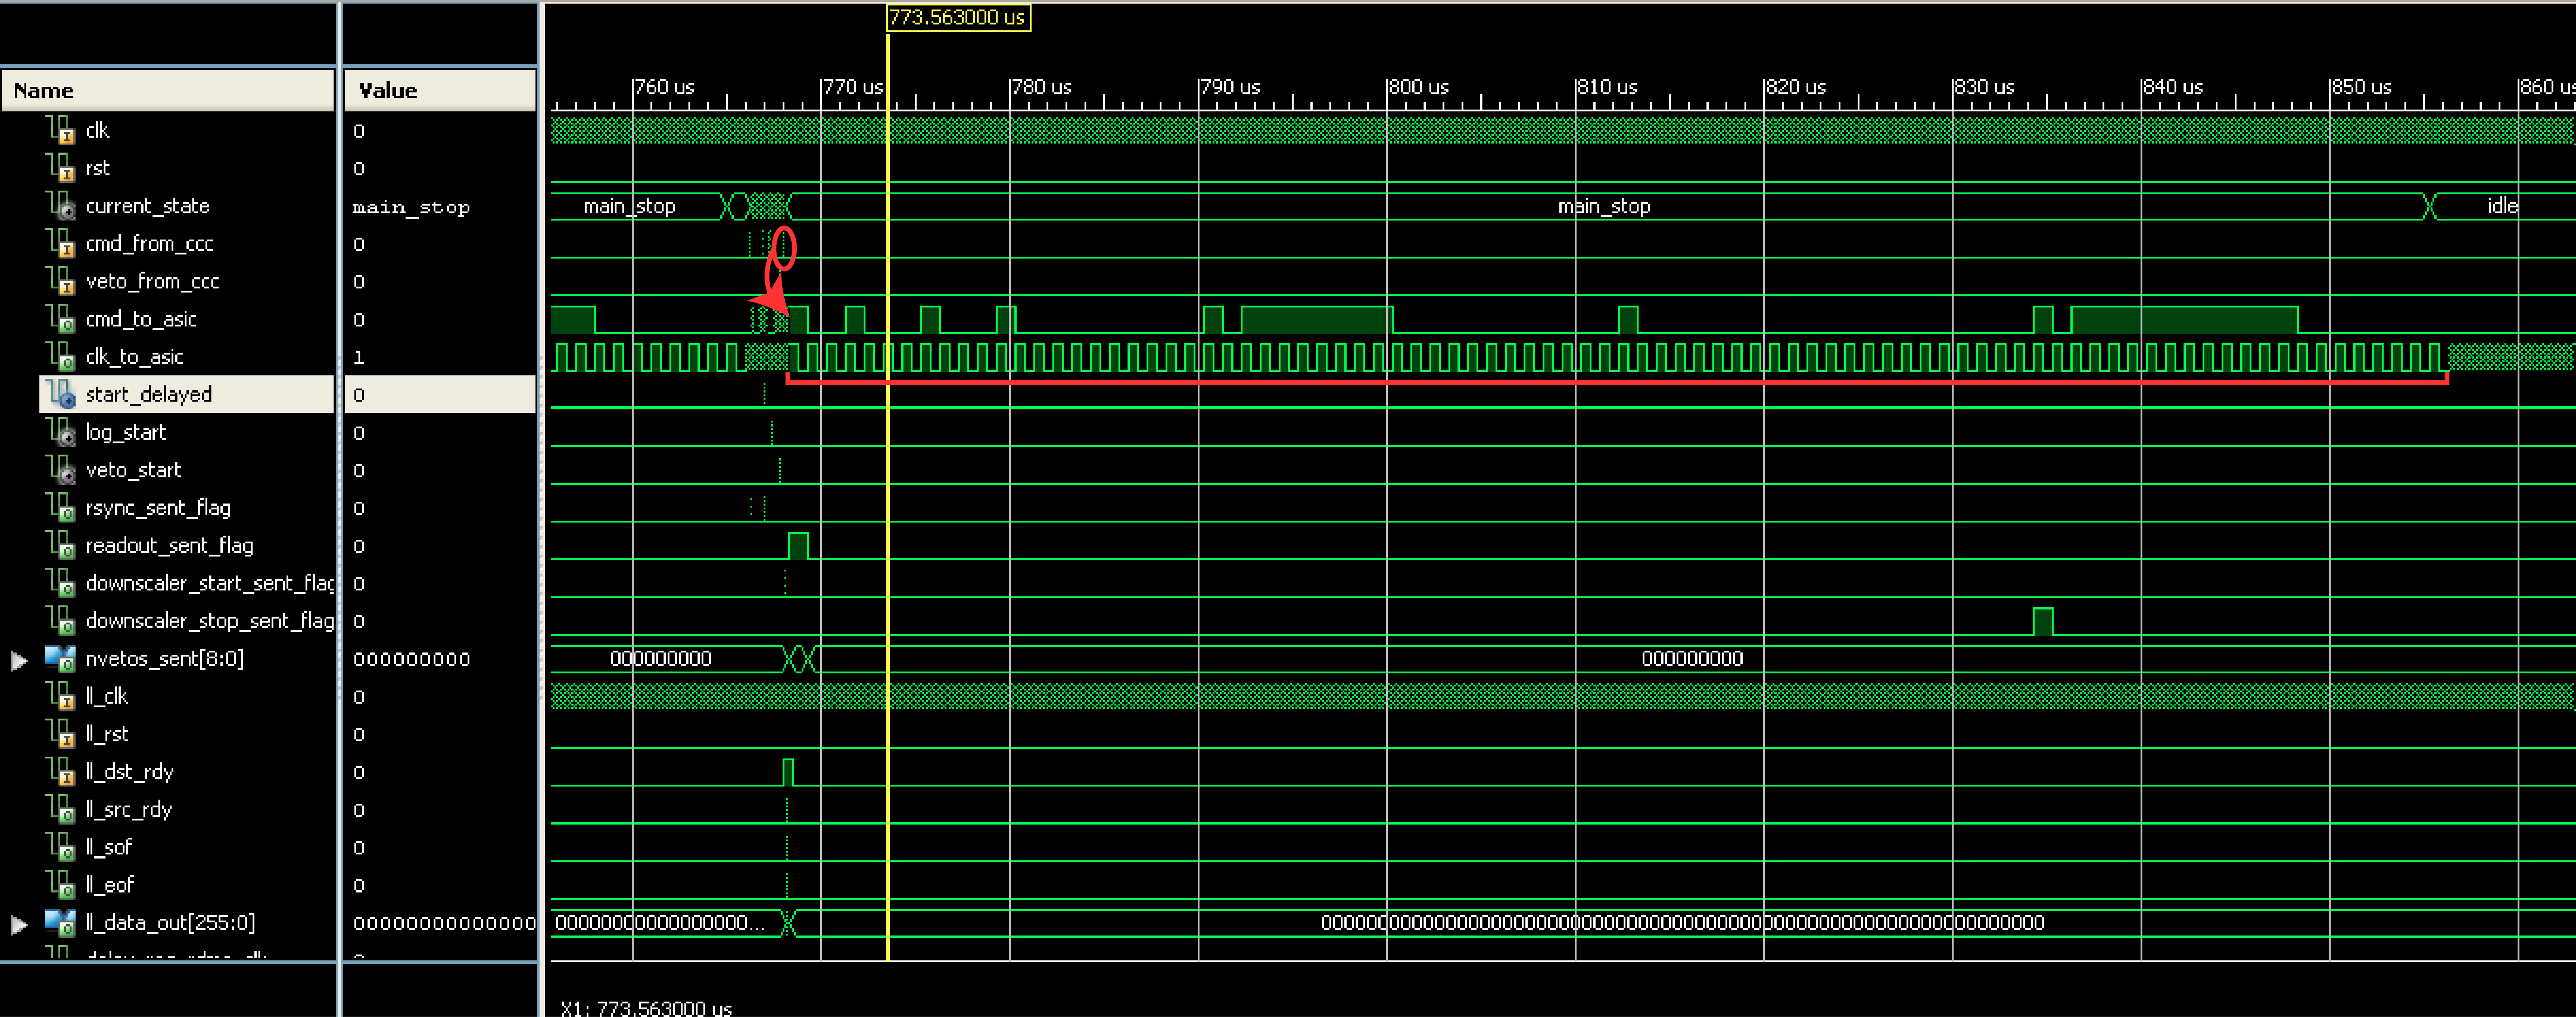 773.563000 us
Name Value 760 us 770 us 780 us 790 us 800 us 810 us 820 us 830 us 840 us 850 us 860 us
clk 0
rst 0
current_state main_stop main_stop main_stop idle
cmd_from_ccc 0
veto_from_ccc 0
cmd_to_asic 0
clk_to_asic 1
start_delayed 0
log_start 0
veto_start 0
rsync_sent_flag 0
readout_sent_flag 0
downscaler_start_sent_flag 0
downscaler_stop_sent_flag 0
nvetos_sent[8:0] 000000000 000000000 000000000
ll_clk 0
ll_rst 0
ll_dst_rdy 0
ll_src_rdy 0
ll_sof 0
ll_eof 0
ll_data_out[255:0]
X1: 773.563000 us